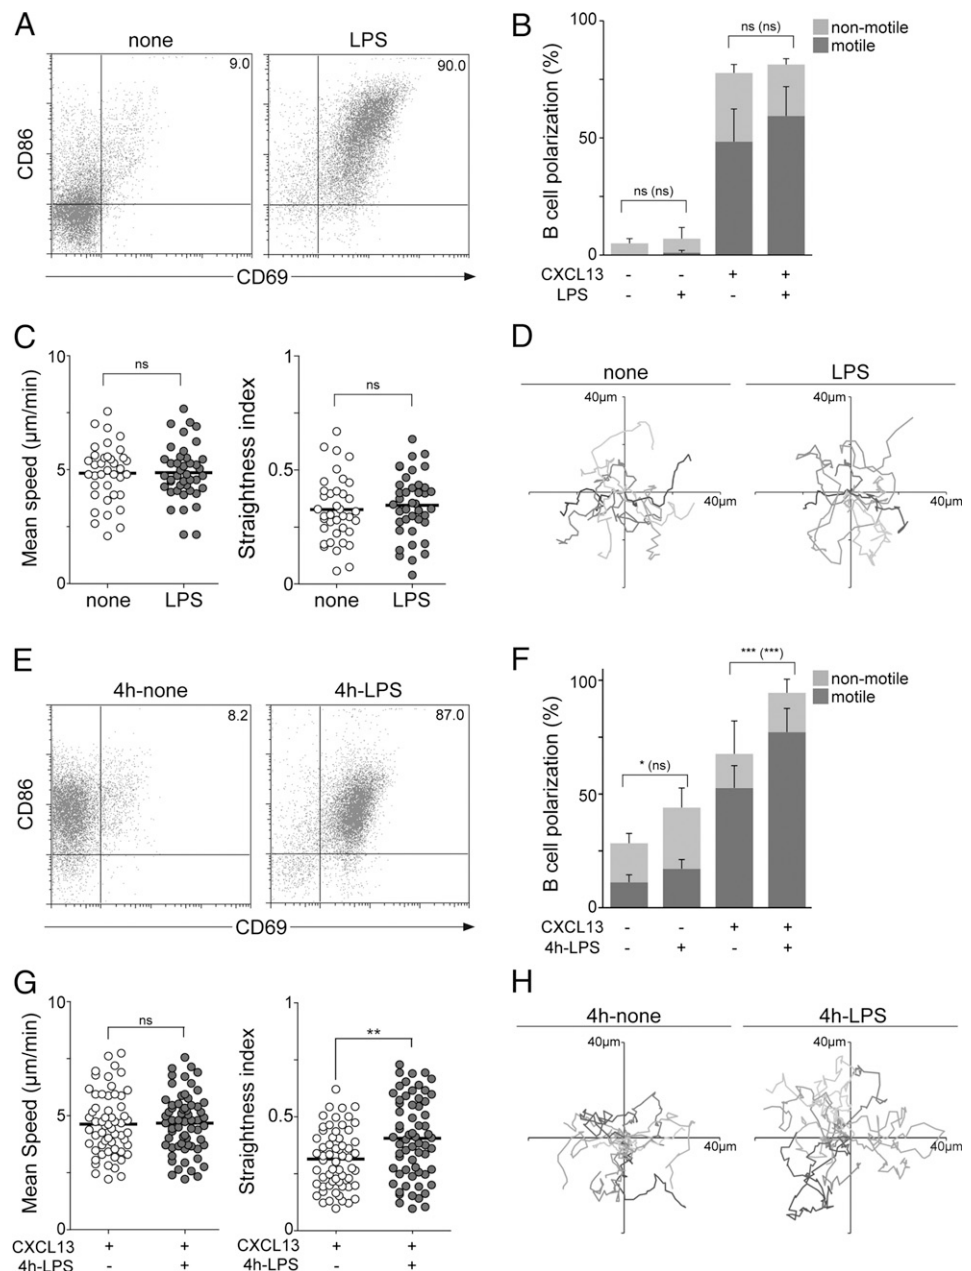 A
none
LPS
9.0
90.0
CD86
CD69
B
ns (ns)
non-motile
motile
100
50
0
B cell polarization (%)
ns (ns)
CXCL13 - - + +
LPS - + - +
C
10
5
0
Mean speed (µm/min)
ns
none LPS
1
0.5
0
Straightness index
ns
none LPS
D
none
LPS
40µm
40µm
40µm
40µm
E
4h-none
4h-LPS
8.2
87.0
CD86
CD69
F
*** (***)
non-motile
motile
100
50
0
B cell polarization (%)
* (ns)
CXCL13 - - + +
4h-LPS - + - +
G
10
5
0
Mean Speed (µm/min)
ns
1
0.5
0
Straightness index
**
CXCL13 + + + +
4h-LPS - + - +
H
4h-none
4h-LPS
40µm
40µm
40µm
40µm